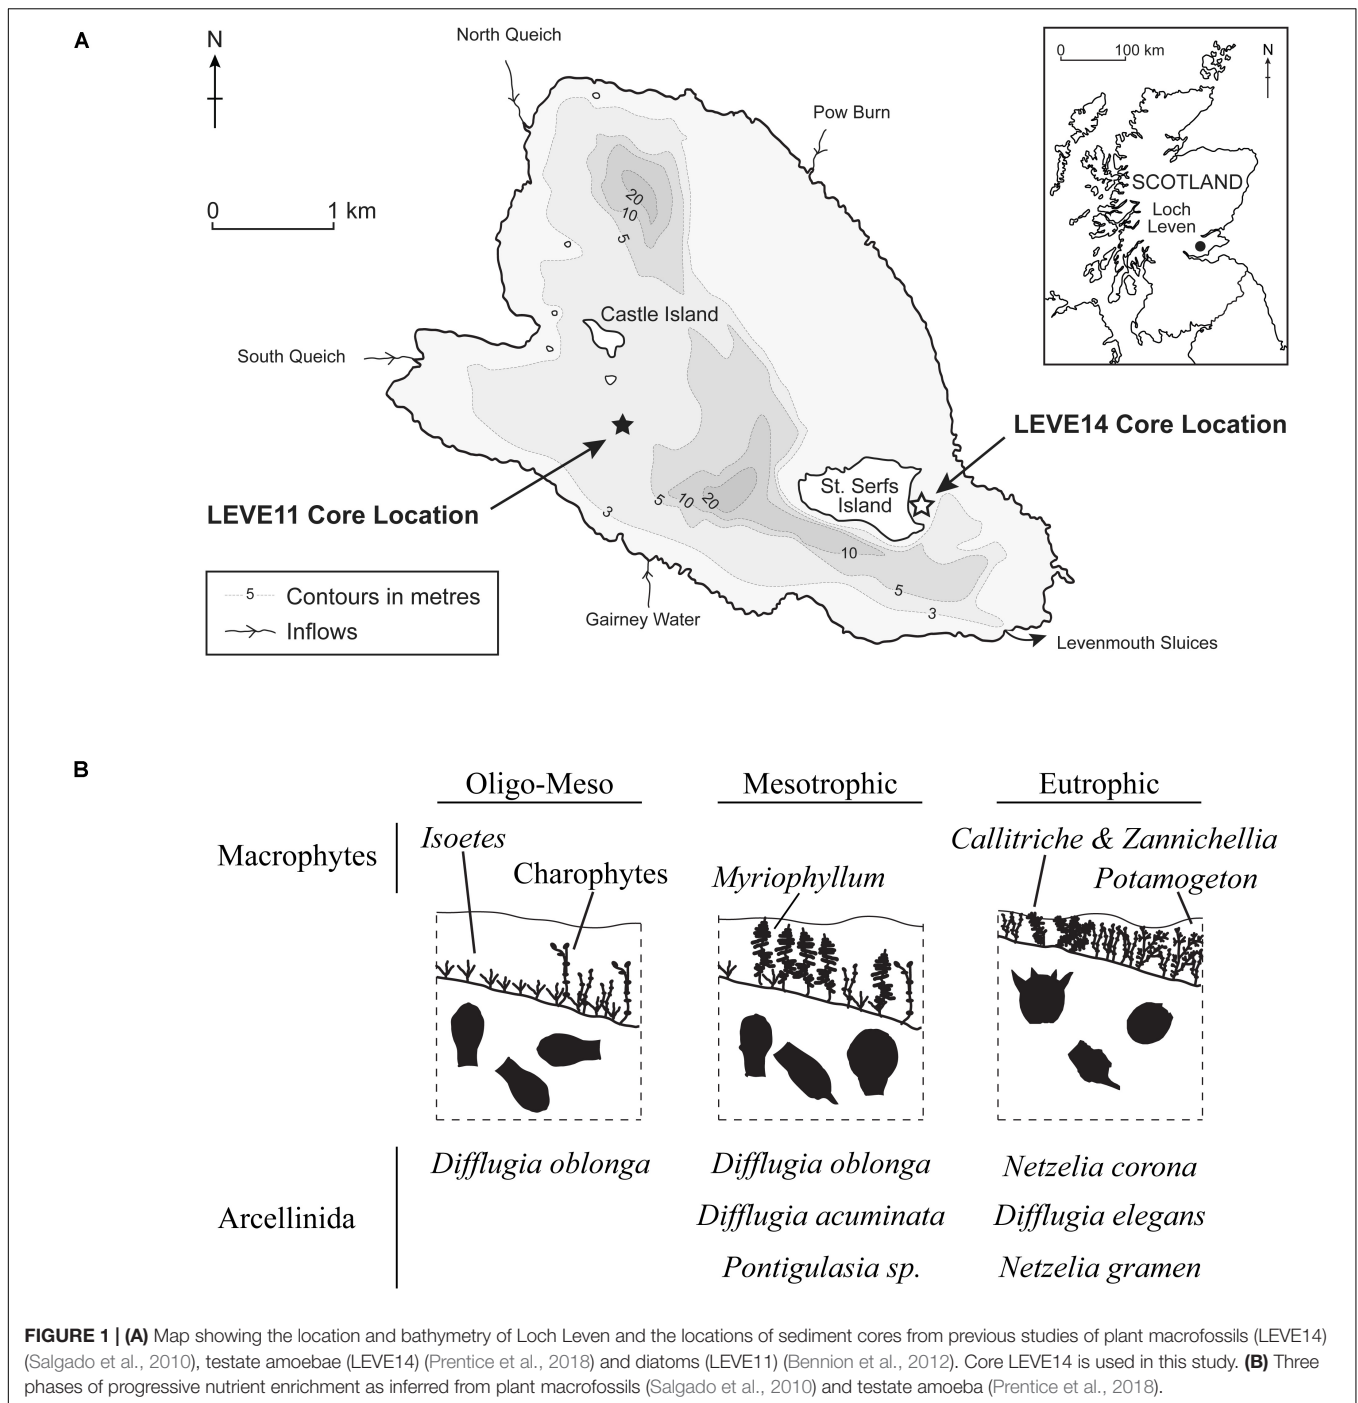 A
N
0 1 km
North Queich
Pow Burn
0 100 km
N
SCOTLAND
Loch
Leven
20
10
5
Castle Island
South Queich
LEVE14 Core Location
St. Serfs
Island
LEVE11 Core Location
5 10 20
3
10
5
3
5 Contours in metres
Inflows
Gairney Water
Levenmouth Sluices
B
Oligo-Meso Mesotrophic Eutrophic
Macrophytes
Isoetes
Charophytes
Myriophyllum
Callitriche & Zannichellia
Potamogeton
Arcellinida
Difflugia oblonga Difflugia oblonga Netzelia corona
Difflugia acuminata Difflugia elegans
Pontigulasia sp. Netzelia gramen
FIGURE 1 | (A) Map showing the location and bathymetry of Loch Leven and the locations of sediment cores from previous studies of plant macrofossils (LEVE14)
(Salgado et al., 2010), testate amoebae (LEVE14) (Prentice et al., 2018) and diatoms (LEVE11) (Bennion et al., 2012). Core LEVE14 is used in this study. (B) Three
phases of progressive nutrient enrichment as inferred from plant macrofossils (Salgado et al., 2010) and testate amoeba (Prentice et al., 2018).